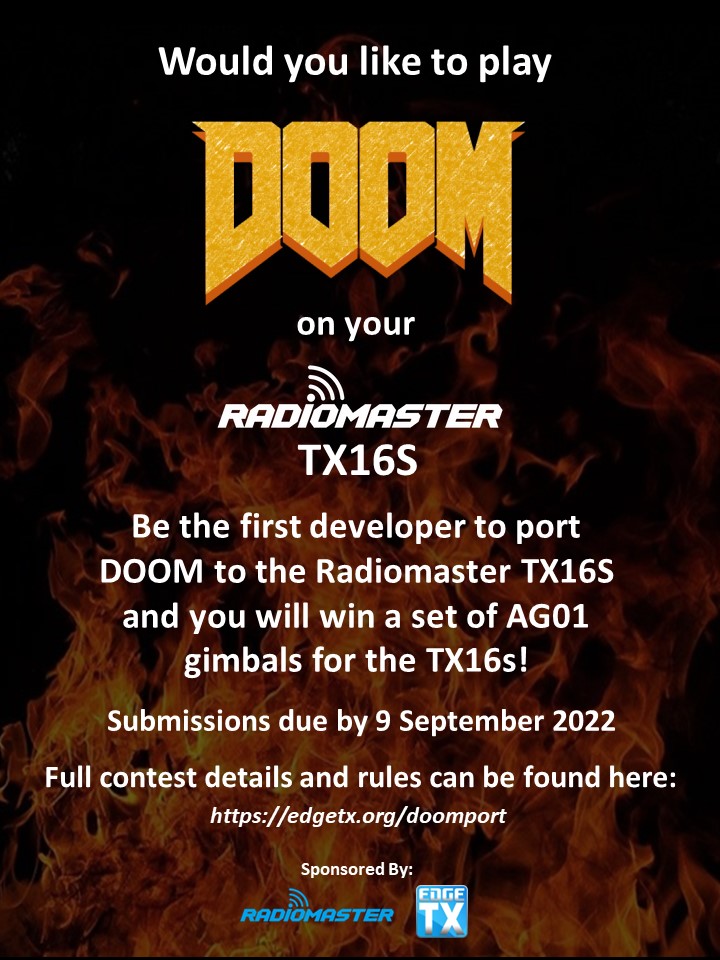 Would you like to play
DOOM
on your
RADIOMASTER
TX16S
Be the first developer to port
DOOM to the Radiomaster TX16S
and you will win a set of AG01
gimbals for the TX16s!
Submissions due by 9 September 2022
Full contest details and rules can be found here:
https://edgetx.org/doomport
Sponsored By:
RADIOMASTER EDGE
TX